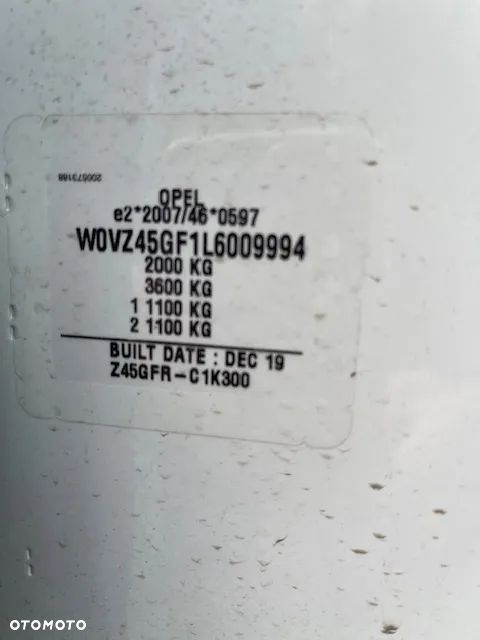 200573168
OPEL
e2*2007/46*0597
W0VZ45GF1L6009994
2000 KG
3600 KG
1 1100 KG
2 1100 KG
BUILT DATE : DEC 19
Z45GFR-C1K300
OTOMOTO